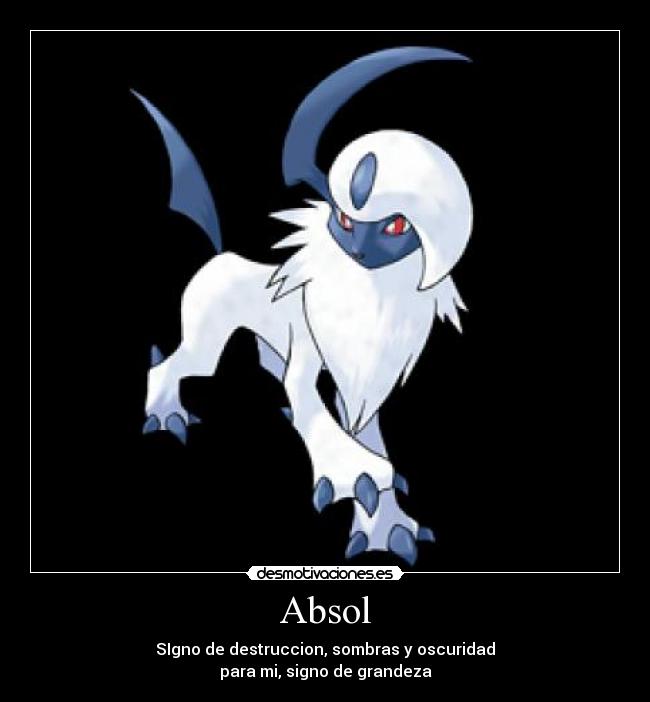 desmotivaciones.es
Absol
SIgno de destruccion, sombras y oscuridad
para mi, signo de grandeza